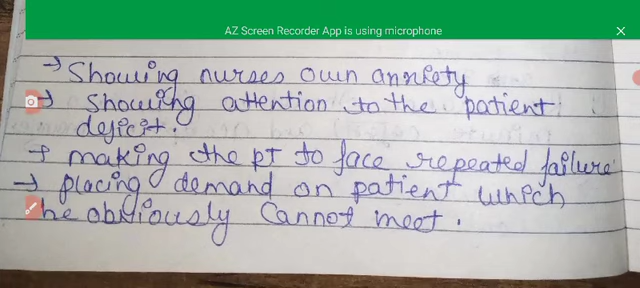 AZ Screen Recorder App is using microphone
→ Showing nurses own anxiety
→ Showing attention to the patient
deficit.
→ making the pt to face repeated failure
→ placing demand on patient which
he obviously cannot meet.